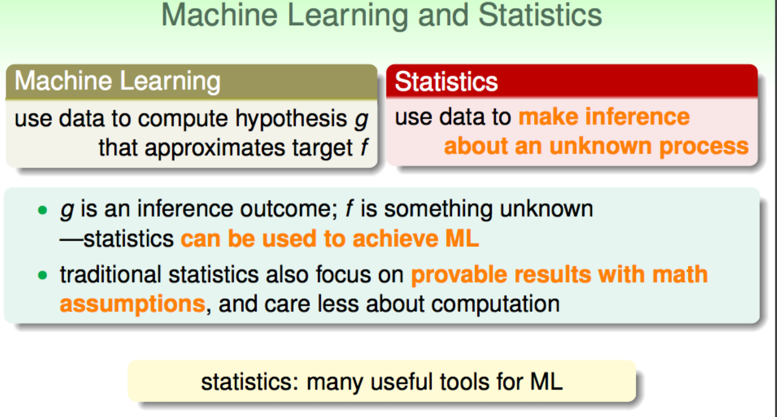 Machine Learning and Statistics
Machine Learning
use data to compute hypothesis g
that approximates target f
Statistics
use data to make inference
about an unknown process
• g is an inference outcome; f is something unknown
—statistics can be used to achieve ML
• traditional statistics also focus on provable results with math
assumptions, and care less about computation
statistics: many useful tools for ML